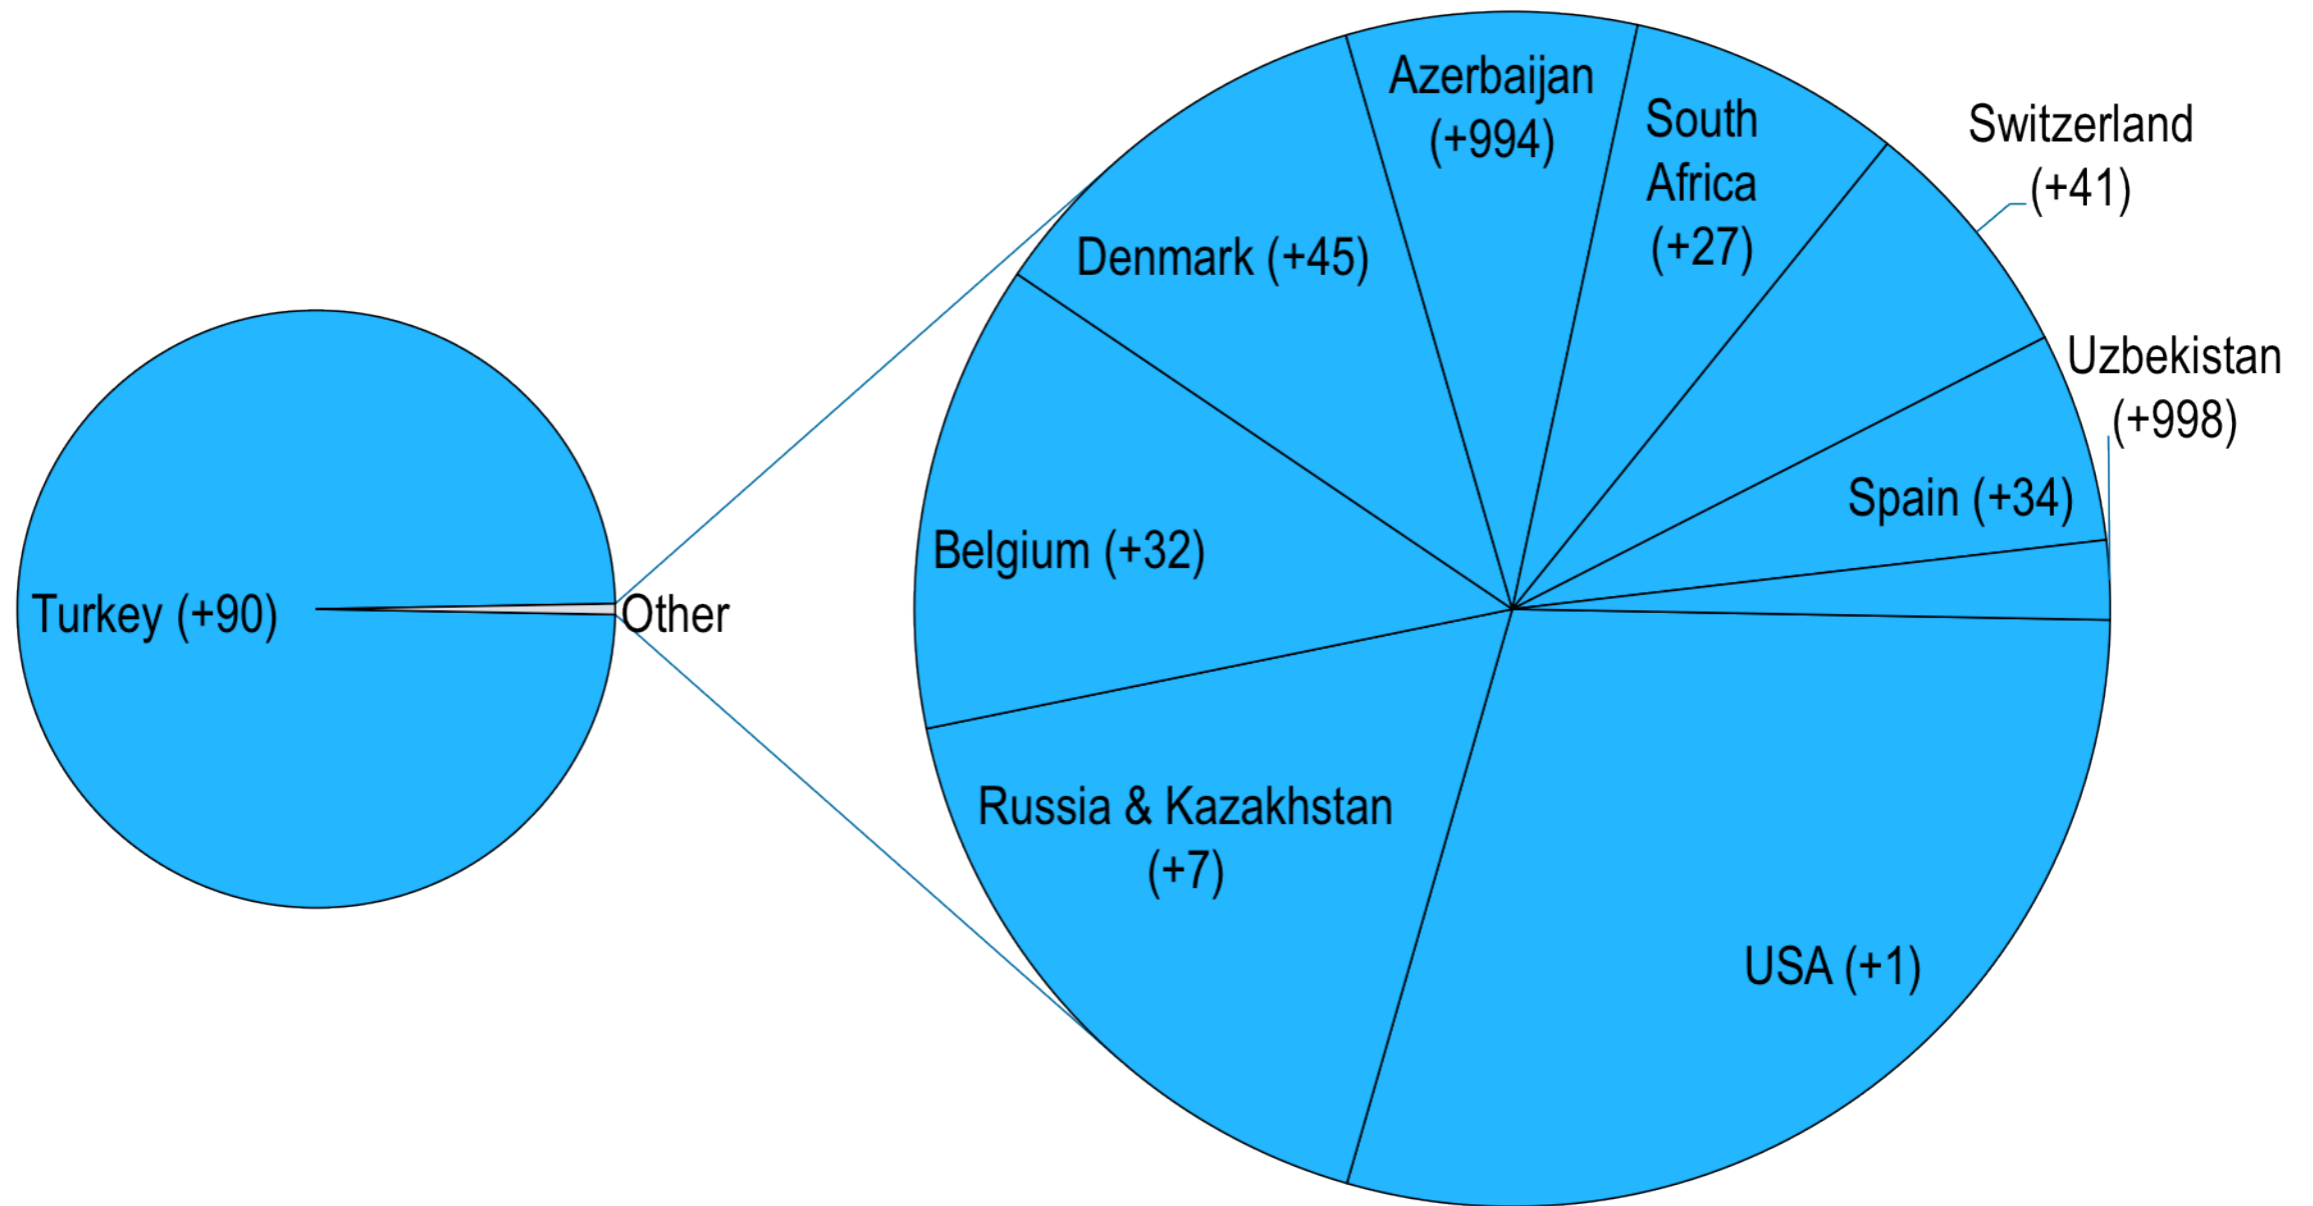 Turkey (+90)
Other
Azerbaijan
(+994)
South
Africa
(+27)
Switzerland
(+41)
Uzbekistan
(+998)
Spain (+34)
Denmark (+45)
Belgium (+32)
Russia & Kazakhstan
(+7)
USA (+1)